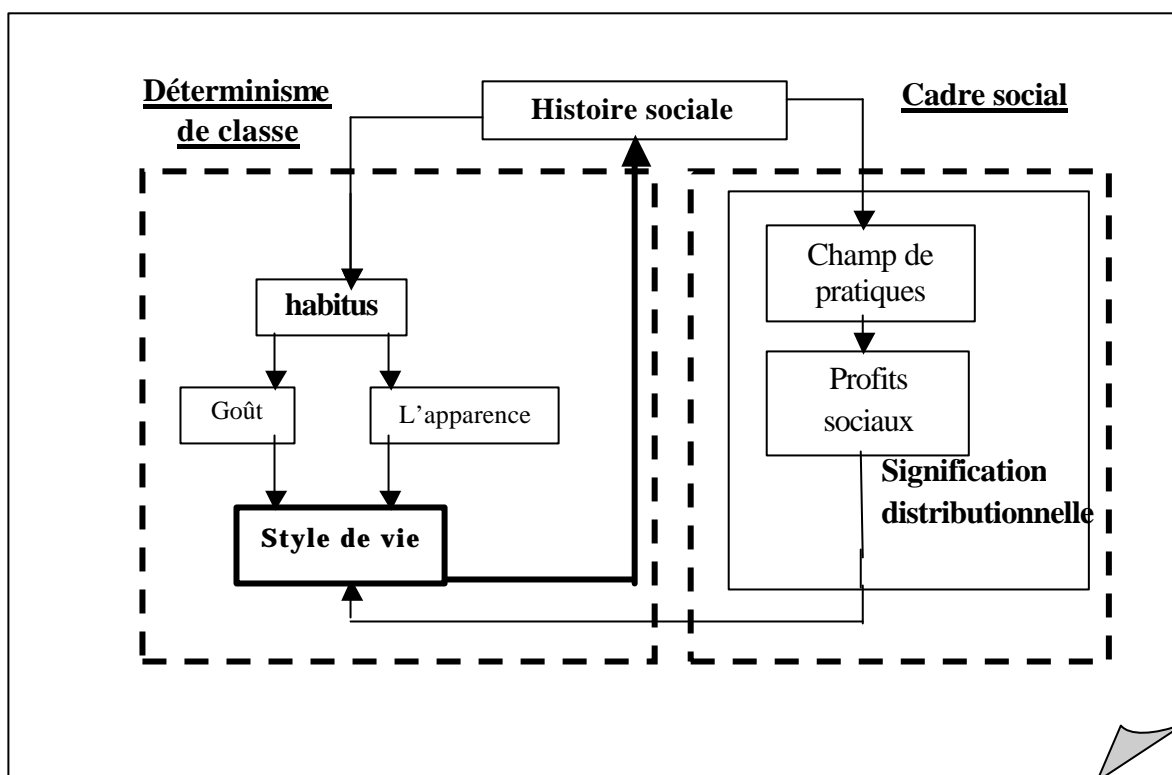 Déterminisme
de classe
Histoire sociale
Cadre social
habitus
Goût
L’apparence
Style de vie
Champ de
pratiques
Profits
sociaux
Signification
distributionnelle